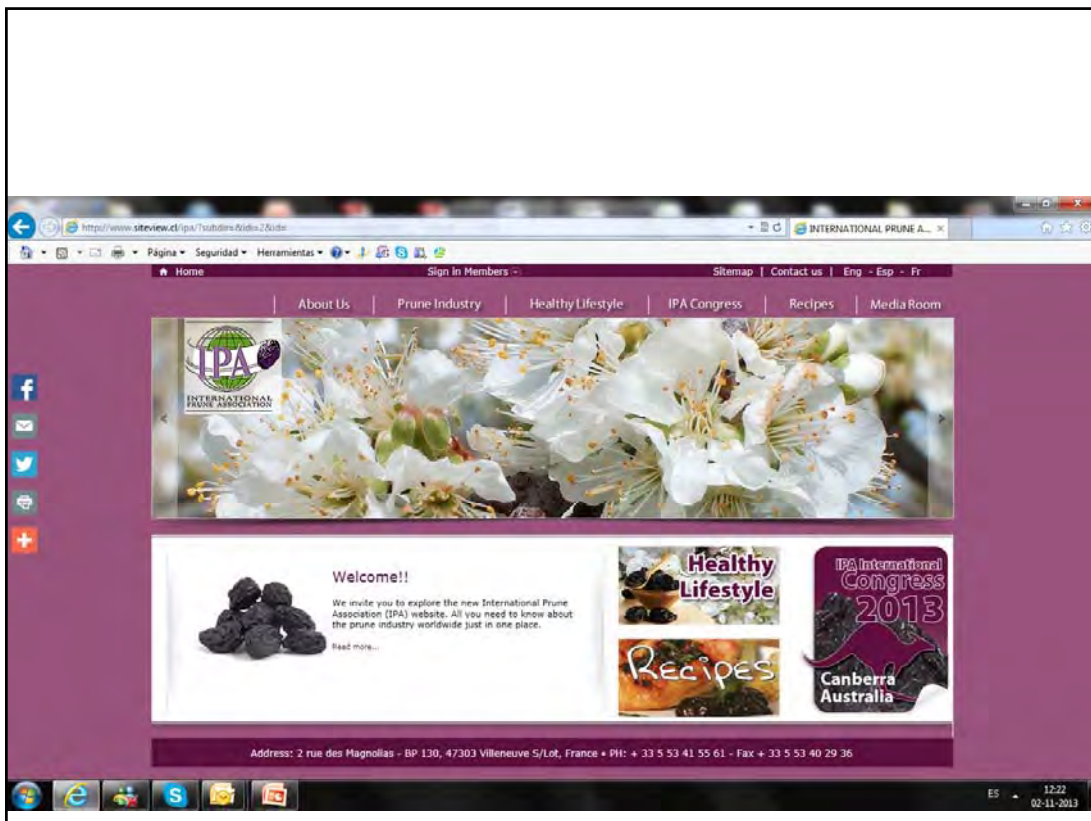 http://www.siteview.cl/ipa/?subdir=&idi=2&id=
INTERNATIONAL PRUNE A...
Página Seguridad Herramientas
Home Sign in Members Sitemap | Contact us | Eng - Esp - Fr
About Us Prune Industry Healthy Lifestyle IPA Congress Recipes Media Room
IPA
INTERNATIONAL
PRUNE ASSOCIATION
Welcome!!
We invite you to explore the new International Prune
Association (IPA) website. All you need to know about
the prune industry worldwide just in one place.
Read more...
Healthy
Lifestyle
Recipes
IPA International
Congress
2013
Canberra
Australia
Address: 2 rue des Magnolias - BP 130, 47303 Villeneuve S/Lot, France • PH: + 33 5 53 41 55 61 - Fax + 33 5 53 40 29 36
ES 12:22
02-11-2013